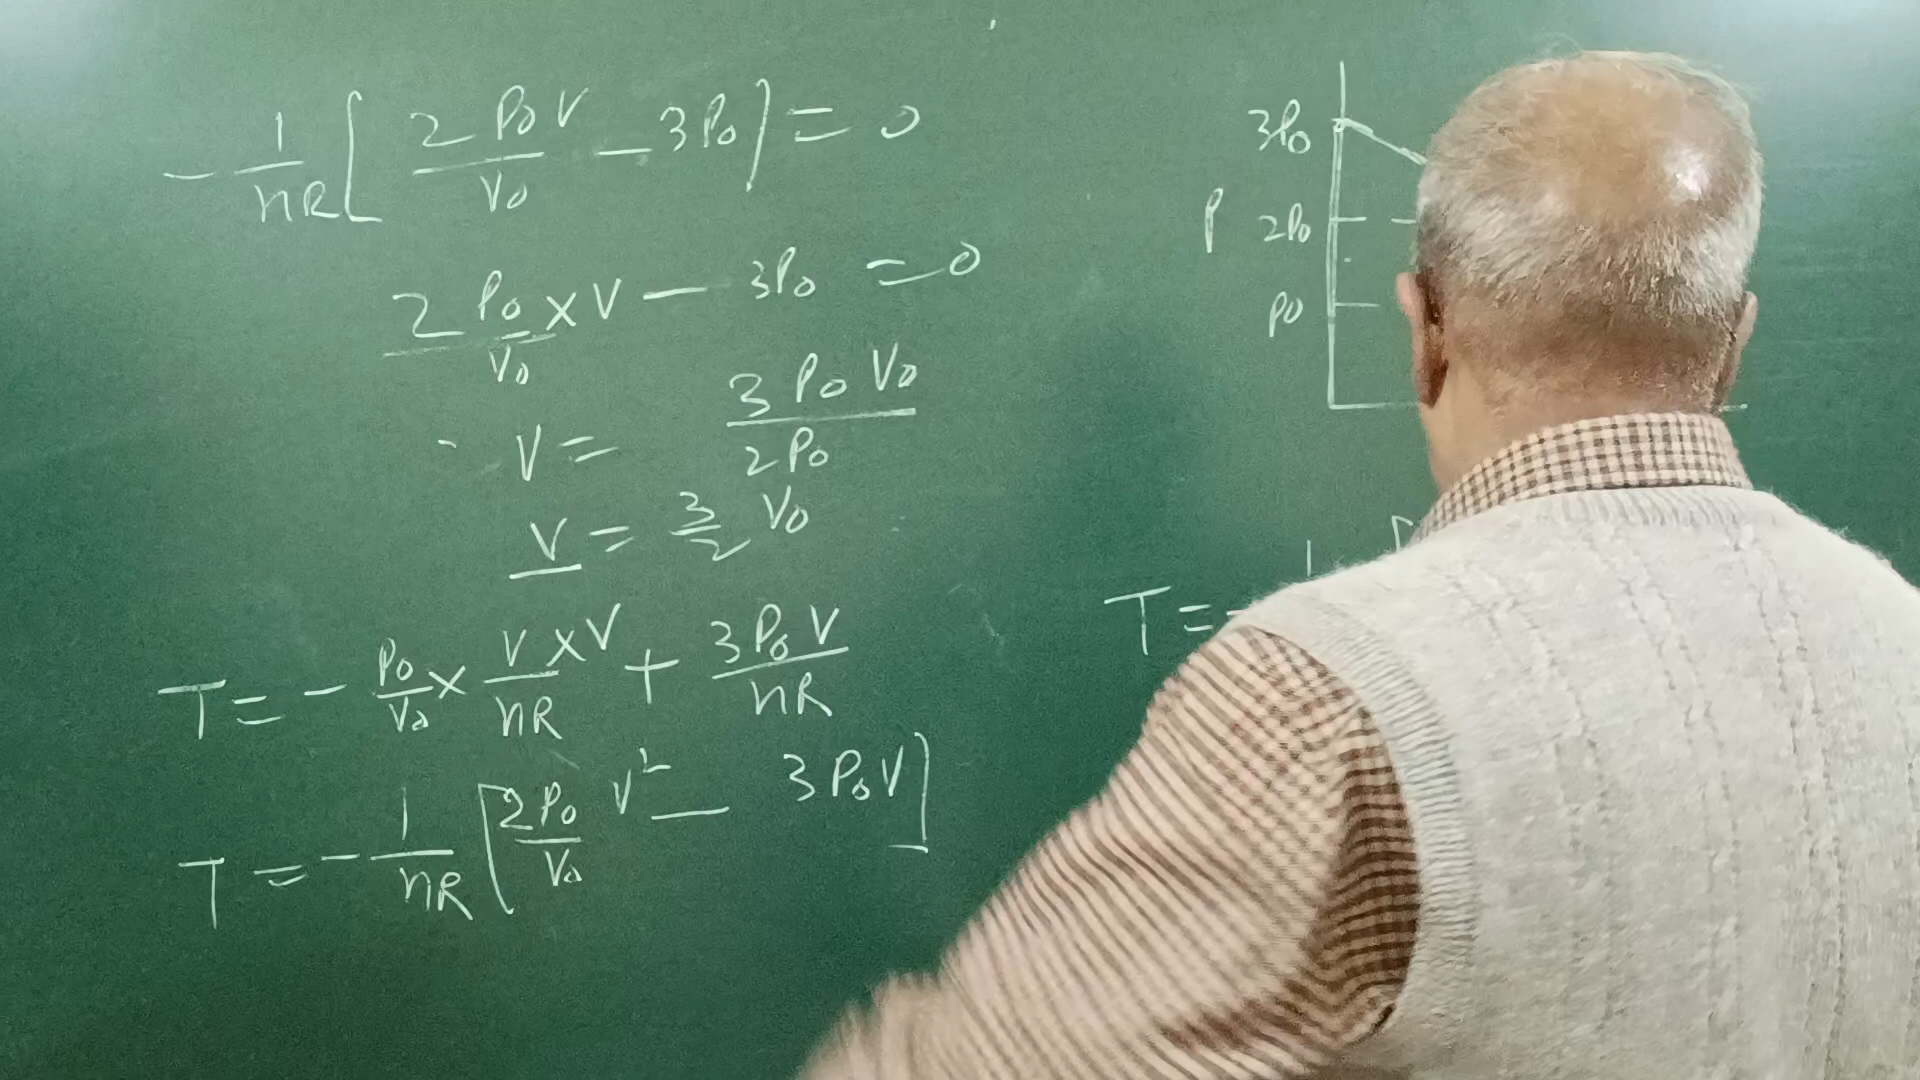 - 1/nR [ 2P₀V/V₀ - 3P₀ ] = 0
2P₀/V₀ × V - 3P₀ = 0
V = 3P₀V₀/2P₀
V = 3/2 V₀
T = - P₀/V₀ × V×V/nR + 3P₀V/nR
T = - 1/nR [ 2P₀/V₀ V² - 3P₀V ]
3P₀
P 2P₀
P₀
T = -